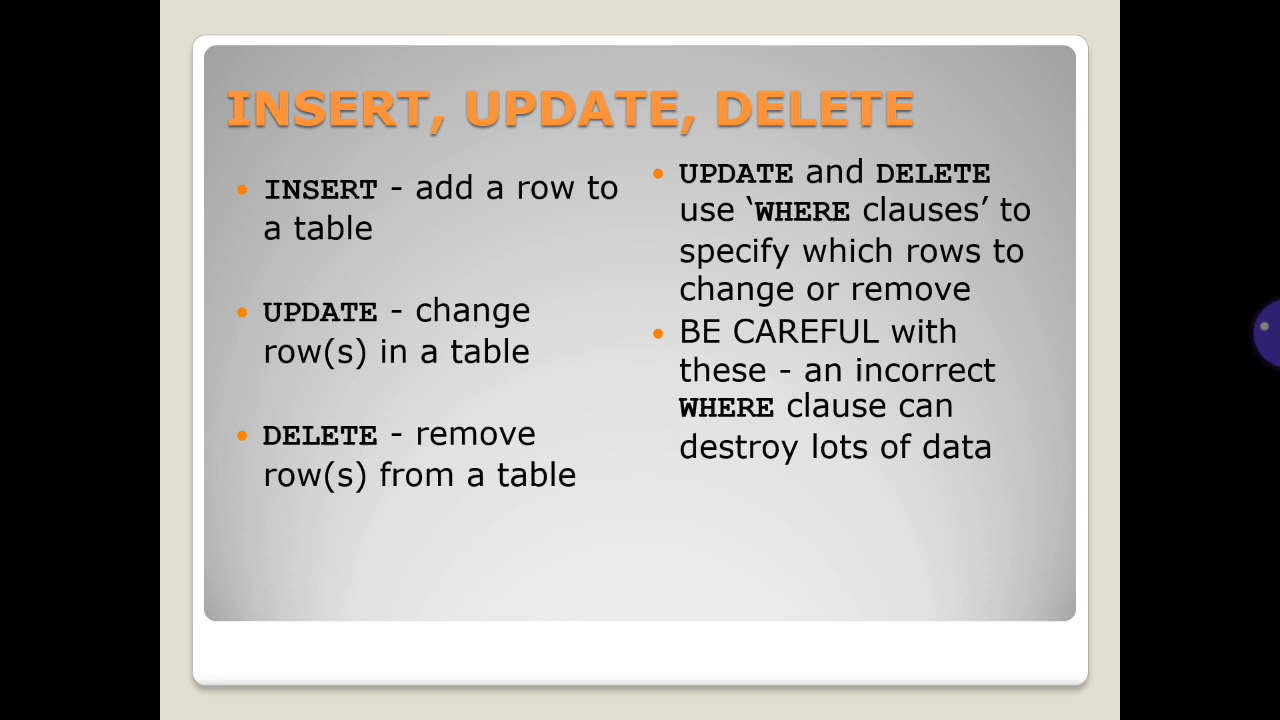 INSERT, UPDATE, DELETE
• INSERT - add a row to
a table
• UPDATE - change
row(s) in a table
• DELETE - remove
row(s) from a table
• UPDATE and DELETE
use ‘WHERE clauses’ to
specify which rows to
change or remove
• BE CAREFUL with
these - an incorrect
WHERE clause can
destroy lots of data